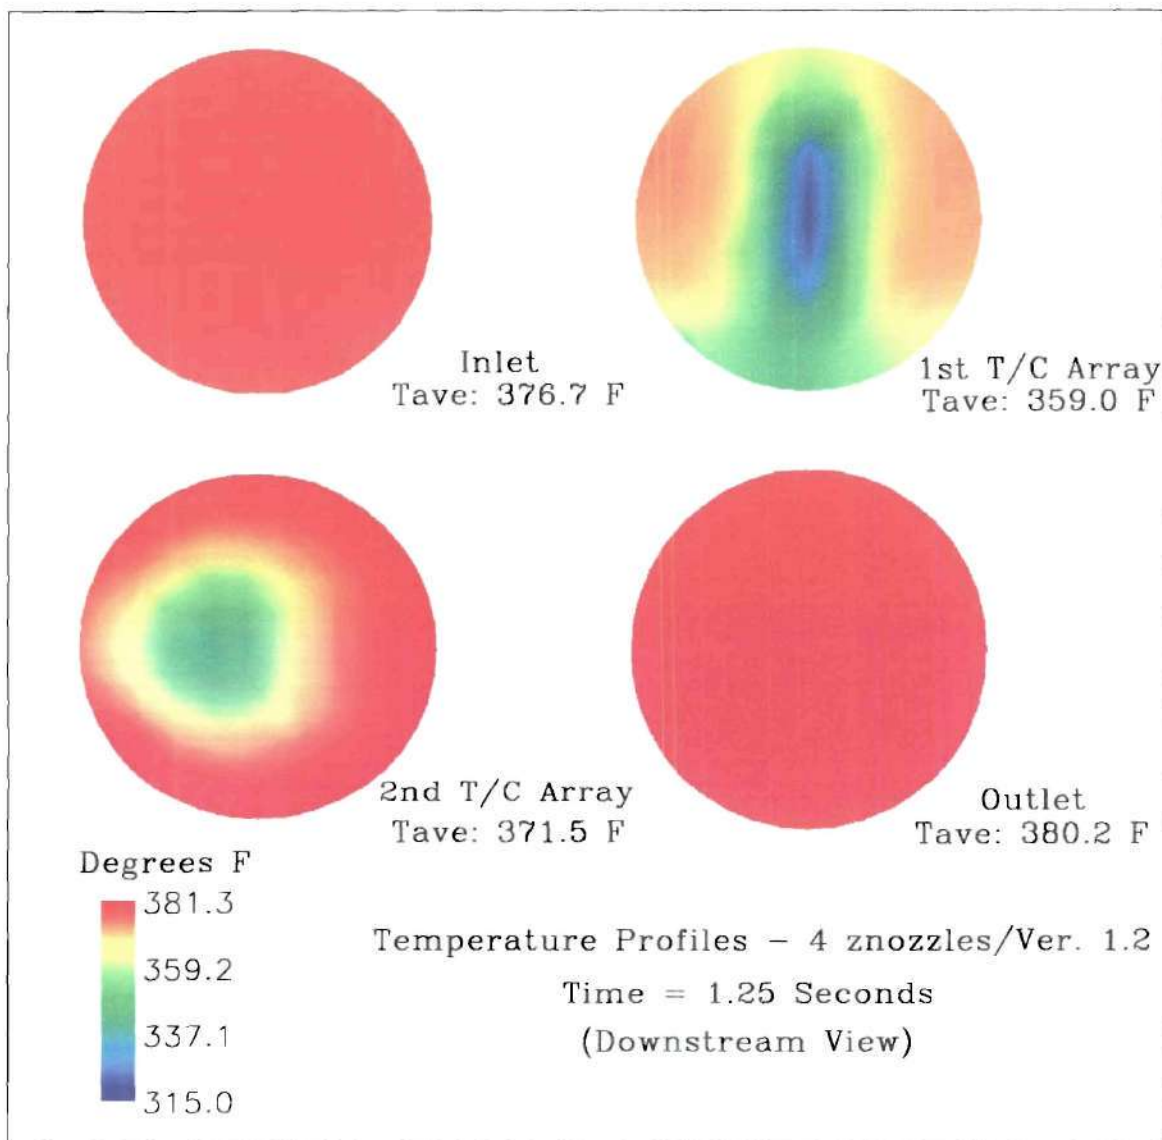 Inlet
Tave: 376.7 F
1st T/C Array
Tave: 359.0 F
2nd T/C Array
Tave: 371.5 F
Outlet
Tave: 380.2 F
Degrees F
381.3
359.2
337.1
315.0
Temperature Profiles - 4 znozzles/Ver. 1.2
Time = 1.25 Seconds
(Downstream View)